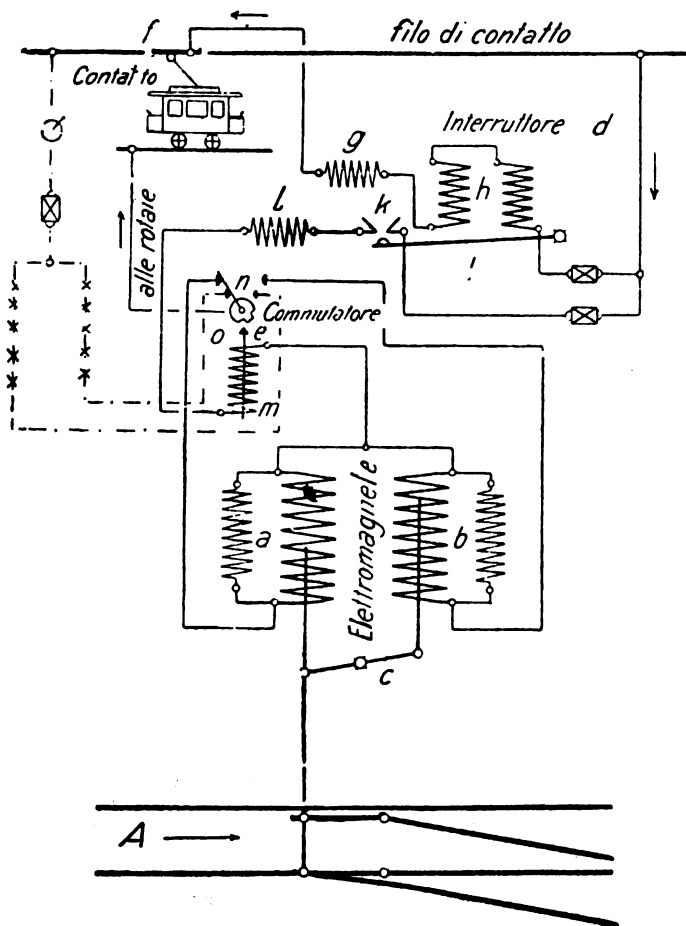 f
filo di contatto
Contatto
Interruttore d
g
h
l
k
i
alle rotaie
n
Commutatore
o e
m
a
Elettromagnete
b
c
A